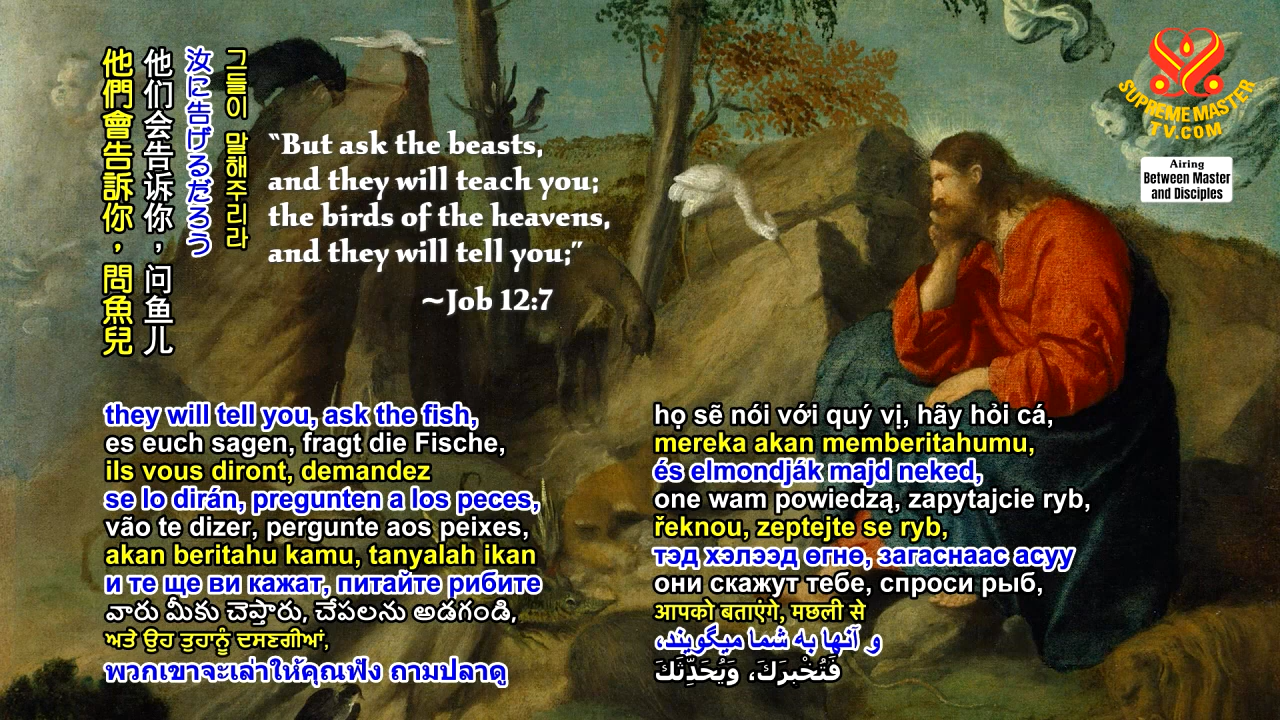 他們會告訴你，問魚兒
他们会告诉你，问鱼儿
汝に告げるだろう
그들이 말해주리라
“But ask the beasts,
and they will teach you;
the birds of the heavens,
and they will tell you;”
~Job 12:7
SUPREME MASTER
TV.COM
Airing
Between Master
and Disciples
they will tell you, ask the fish,
es euch sagen, fragt die Fische,
ils vous diront, demandez
se lo dirán, pregunten a los peces,
vão te dizer, pergunte aos peixes,
akan beritahu kamu, tanyalah ikan
и те ще ви кажат, питайте рибите
వారు మీకు చెప్తారు, చేపలను అడగండి,
ਅਤੇ ਉਹ ਤੁਹਾਨੂੰ ਦਸਣਗੀਆਂ,
พวกเขาจะเล่าให้คุณฟัง ถามปลาดู
họ sẽ nói với quý vị, hãy hỏi cá,
mereka akan memberitahumu,
és elmondják majd neked,
one wam powiedzą, zapytajcie ryb,
řeknou, zeptejte se ryb,
тэд хэлээд өгнө, загаснаас асуу
они скажут тебе, спроси рыб,
आपको बताएंगे, मछली से
و آنها به شما میگویند،
فَتُخْبِرَكَ، وَيُحَدِّثَكَ